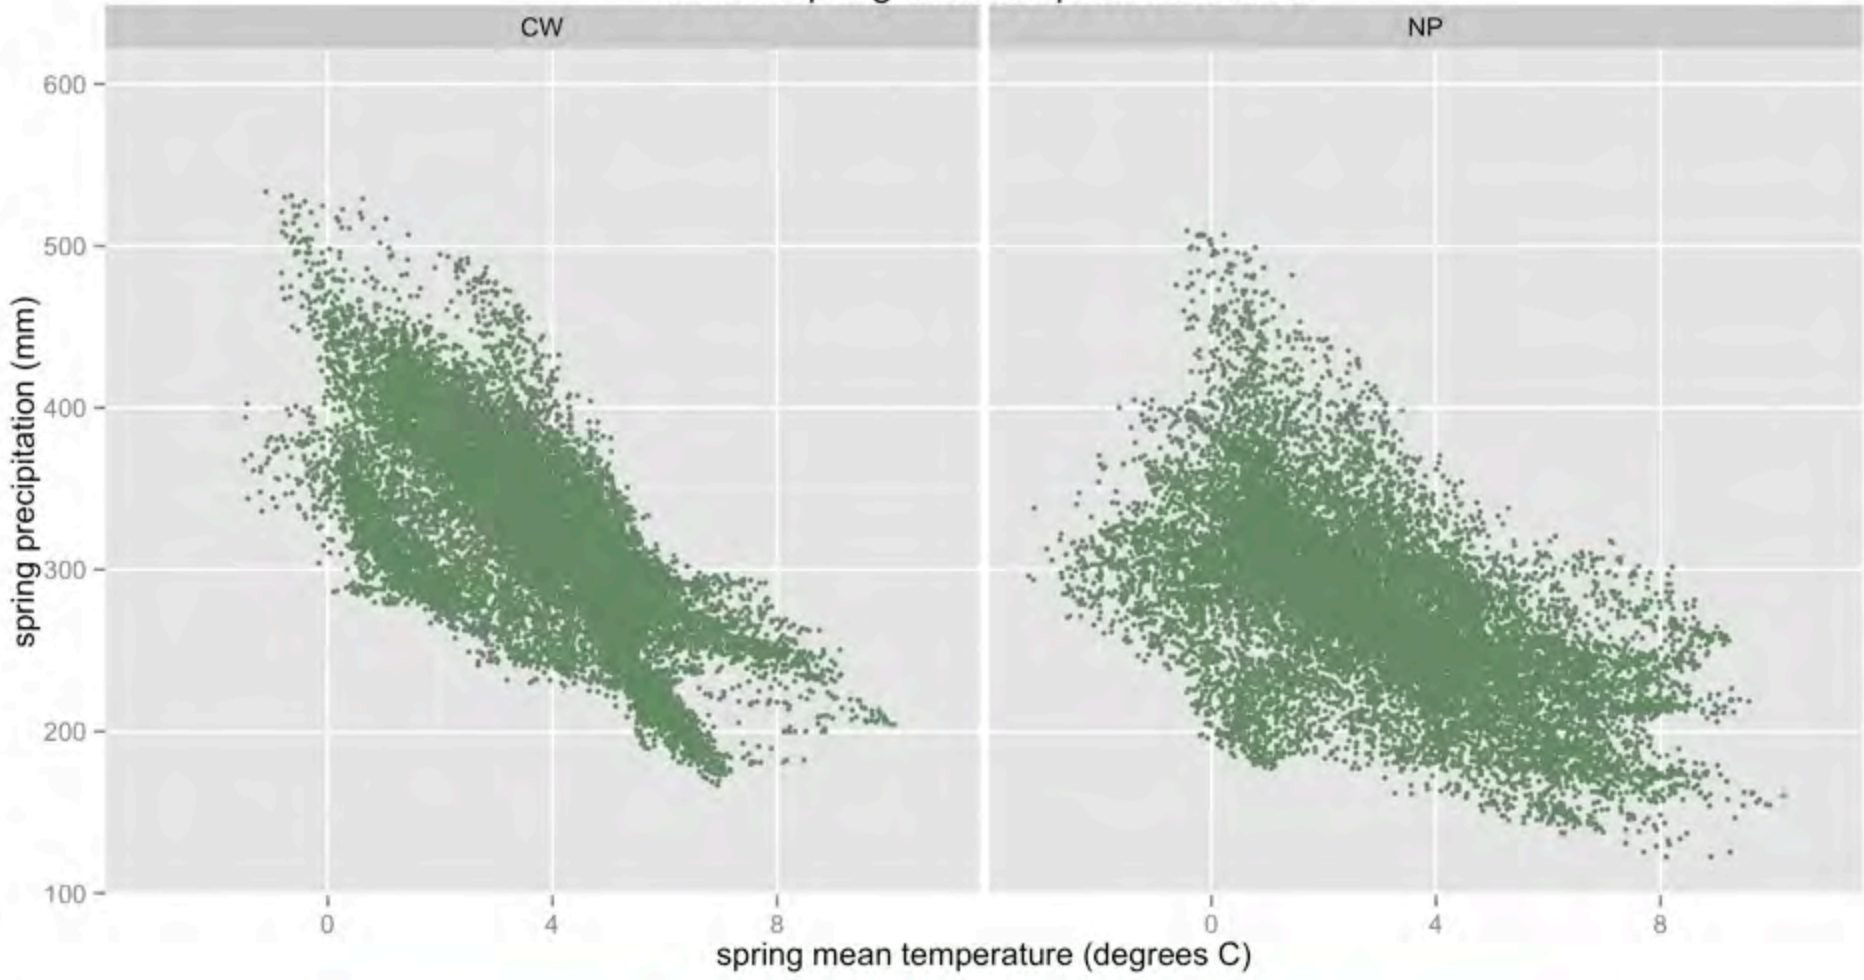 CW
NP
600
500
400
300
200
100
spring precipitation (mm)
0 4 8
0 4 8
spring mean temperature (degrees C)